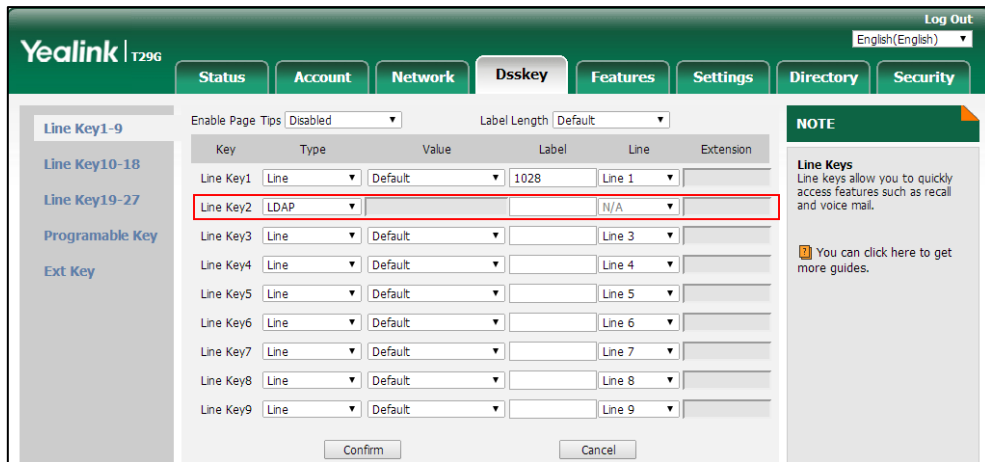 Log Out
Yealink T29G
English(English)
Status Account Network Dsskey Features Settings Directory Security
Line Key1-9
Line Key10-18
Line Key19-27
Programable Key
Ext Key
Enable Page Tips Disabled Label Length Default
Key Type Value Label Line Extension
Line Key1 Line Default 1028 Line 1
Line Key2 LDAP N/A
Line Key3 Line Default Line 3
Line Key4 Line Default Line 4
Line Key5 Line Default Line 5
Line Key6 Line Default Line 6
Line Key7 Line Default Line 7
Line Key8 Line Default Line 8
Line Key9 Line Default Line 9
Confirm Cancel
NOTE
Line Keys
Line keys allow you to quickly
access features such as recall
and voice mail.
? You can click here to get
more guides.